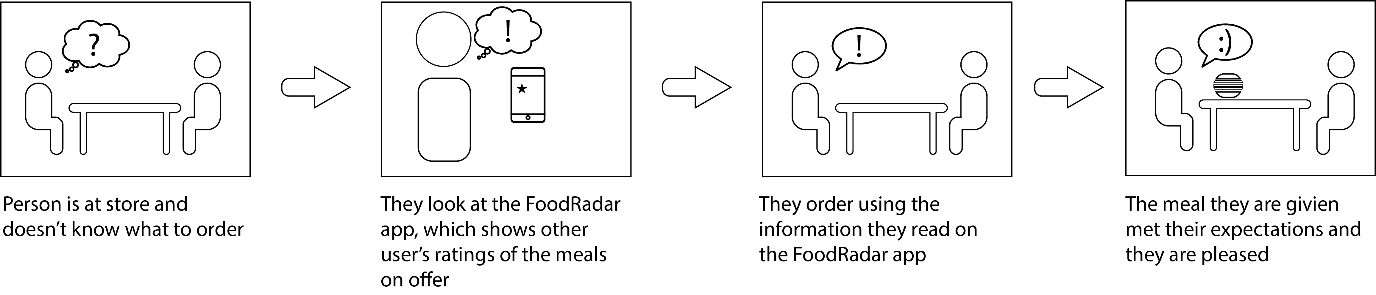 ?
!
!
:)
Person is at store and
doesn't know what to order
They look at the FoodRadar
app, which shows other
user's ratings of the meals
on offer
They order using the
information they read on
the FoodRadar app
The meal they are givien
met their expectations and
they are pleased